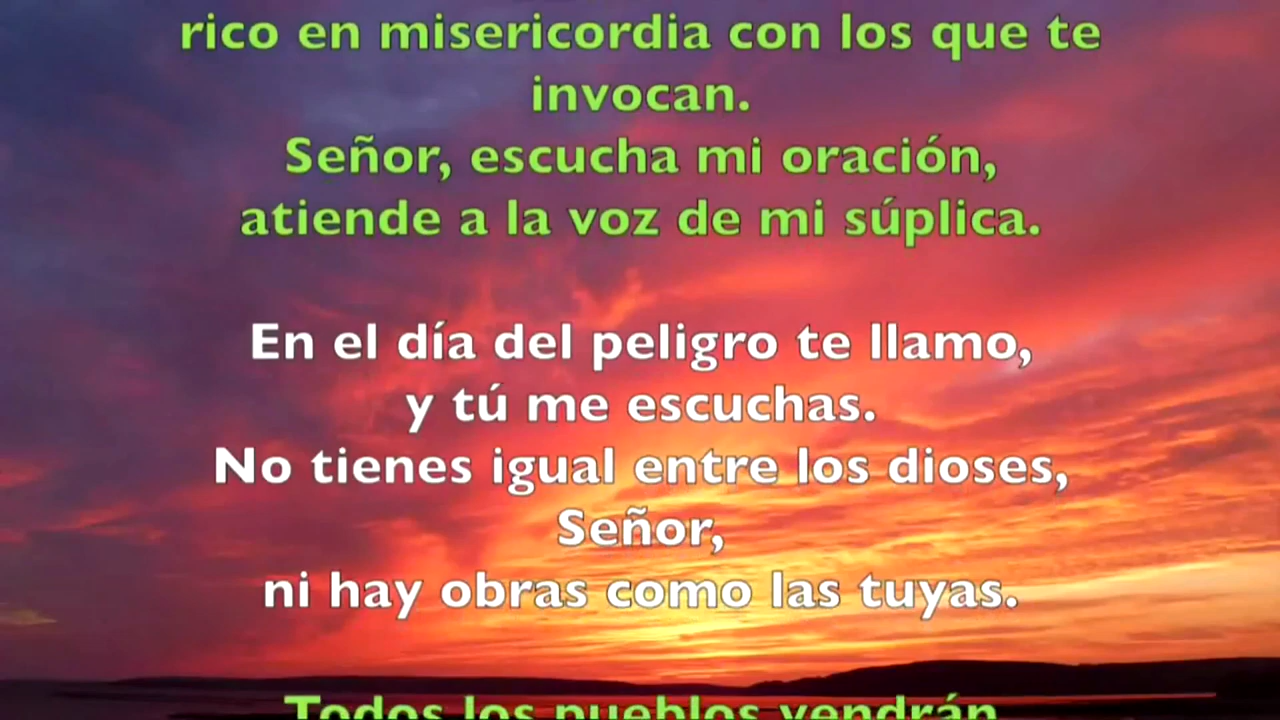 rico en misericordia con los que te
invocan.
Señor, escucha mi oración,
atiende a la voz de mi súplica.
En el día del peligro te llamo,
y tú me escuchas.
No tienes igual entre los dioses,
Señor,
ni hay obras como las tuyas.
Todos los pueblos vendrán